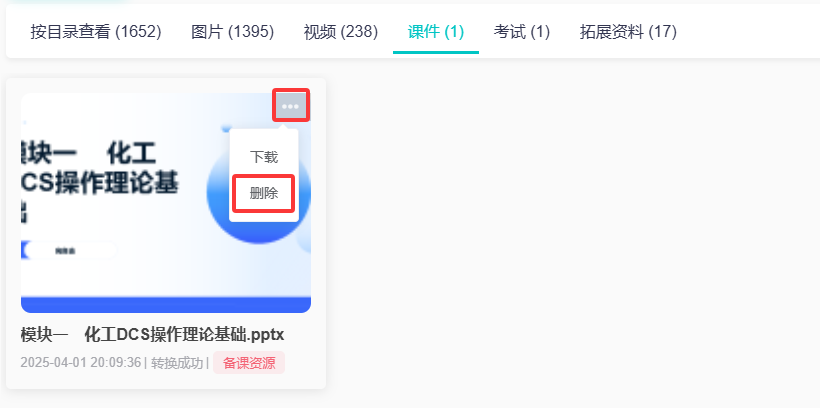 按目录查看 (1652) 图片 (1395) 视频 (238) 课件 (1) 考试 (1) 拓展资料 (17)
下载
删除
模块一 化工
DCS操作理论基
础
模块一 化工DCS操作理论基础.pptx
2025-04-01 20:09:36 | 转换成功 | 备课资源